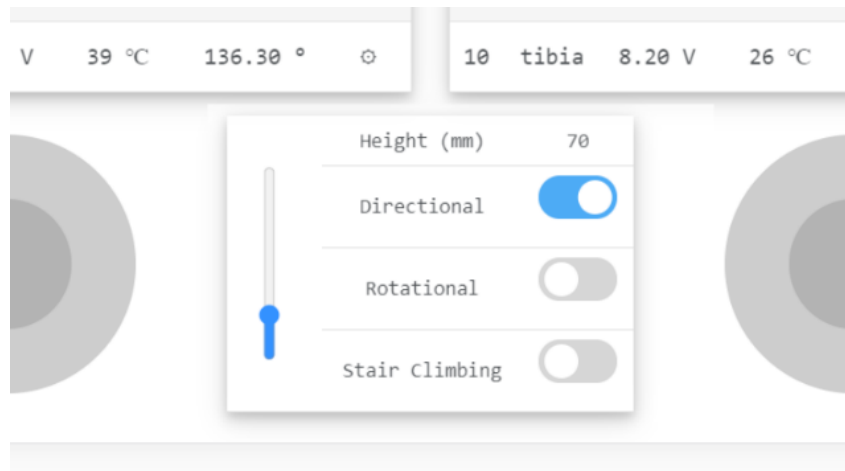 V 39 ℃ 136.30 ° ⚙
10 tibia 8.20 V 26 ℃
Height (mm) 70
Directional
Rotational
Stair Climbing